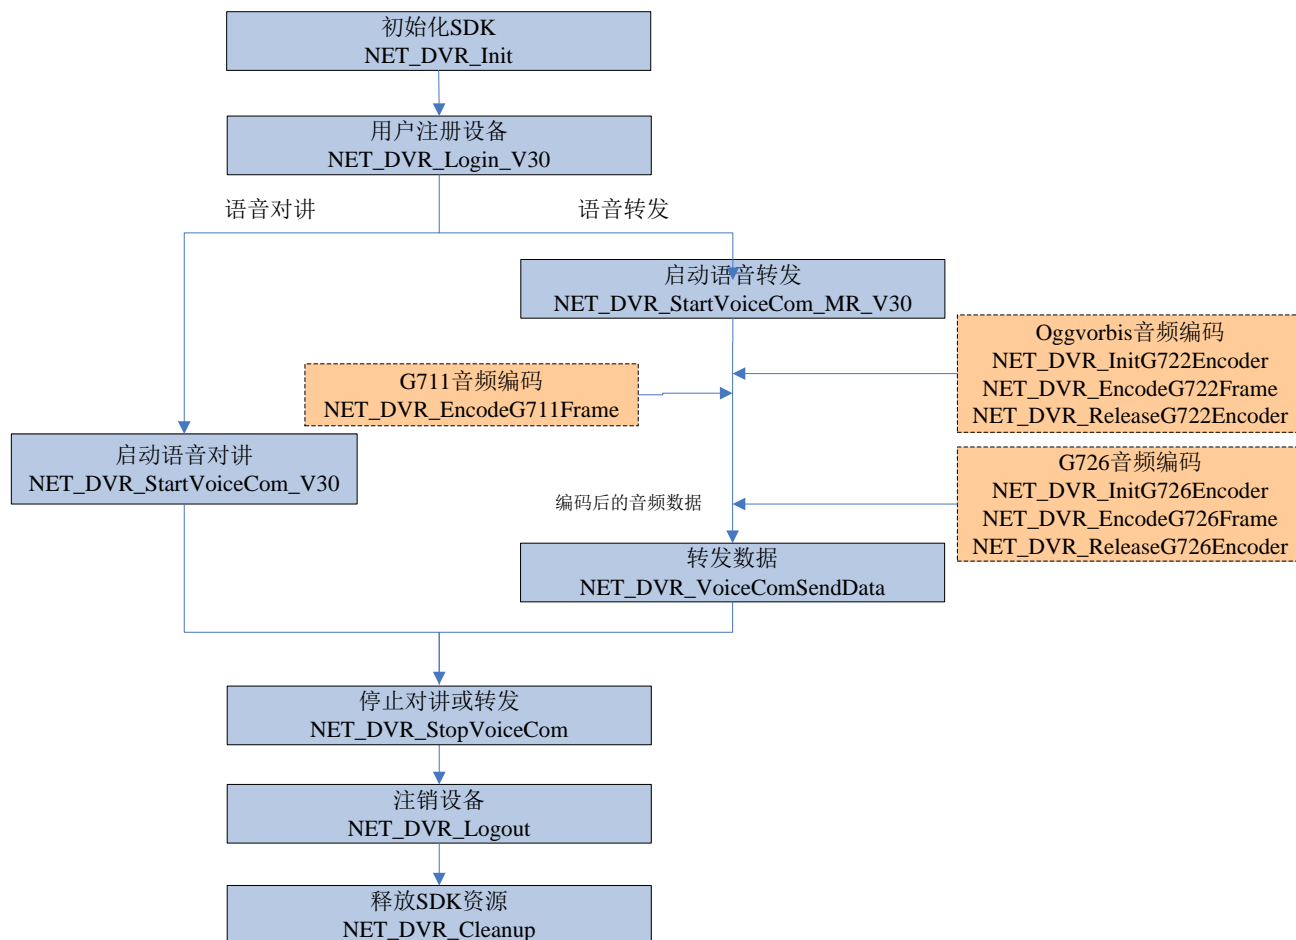 初始化SDK
NET_DVR_Init
用户注册设备
NET_DVR_Login_V30
语音对讲
语音转发
启动语音转发
NET_DVR_StartVoiceCom_MR_V30
Oggvorbis音频编码
NET_DVR_InitG722Encoder
NET_DVR_EncodeG722Frame
NET_DVR_ReleaseG722Encoder
G711音频编码
NET_DVR_EncodeG711Frame
启动语音对讲
NET_DVR_StartVoiceCom_V30
G726音频编码
NET_DVR_InitG726Encoder
NET_DVR_EncodeG726Frame
NET_DVR_ReleaseG726Encoder
编码后的音频数据
转发数据
NET_DVR_VoiceComSendData
停止对讲或转发
NET_DVR_StopVoiceCom
注销设备
NET_DVR_Logout
释放SDK资源
NET_DVR_Cleanup